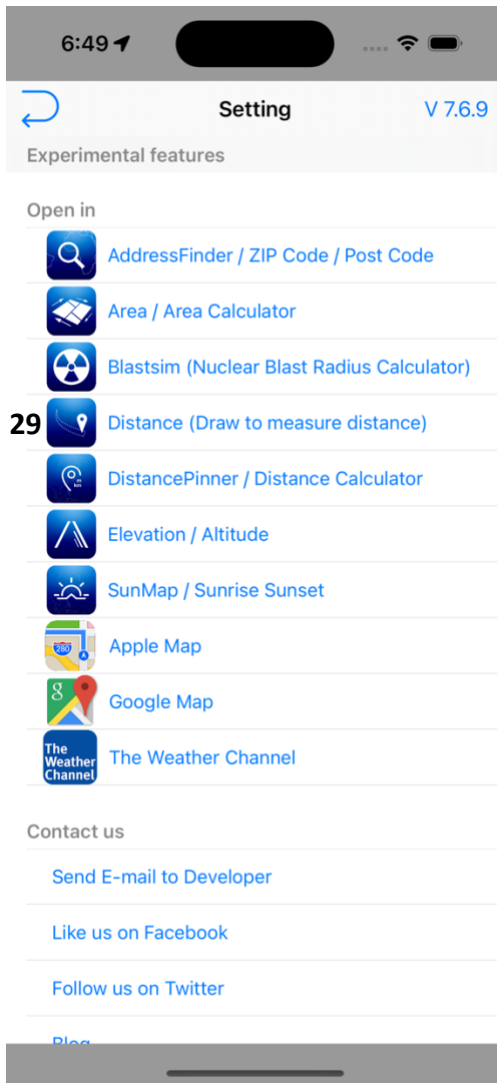 6:49
Setting
V 7.6.9
Experimental features
Open in
AddressFinder / ZIP Code / Post Code
Area / Area Calculator
Blastsim (Nuclear Blast Radius Calculator)
29
Distance (Draw to measure distance)
DistancePinner / Distance Calculator
Elevation / Altitude
SunMap / Sunrise Sunset
280
Apple Map
g
Google Map
The
Weather
Channel
The Weather Channel
Contact us
Send E-mail to Developer
Like us on Facebook
Follow us on Twitter
Blog